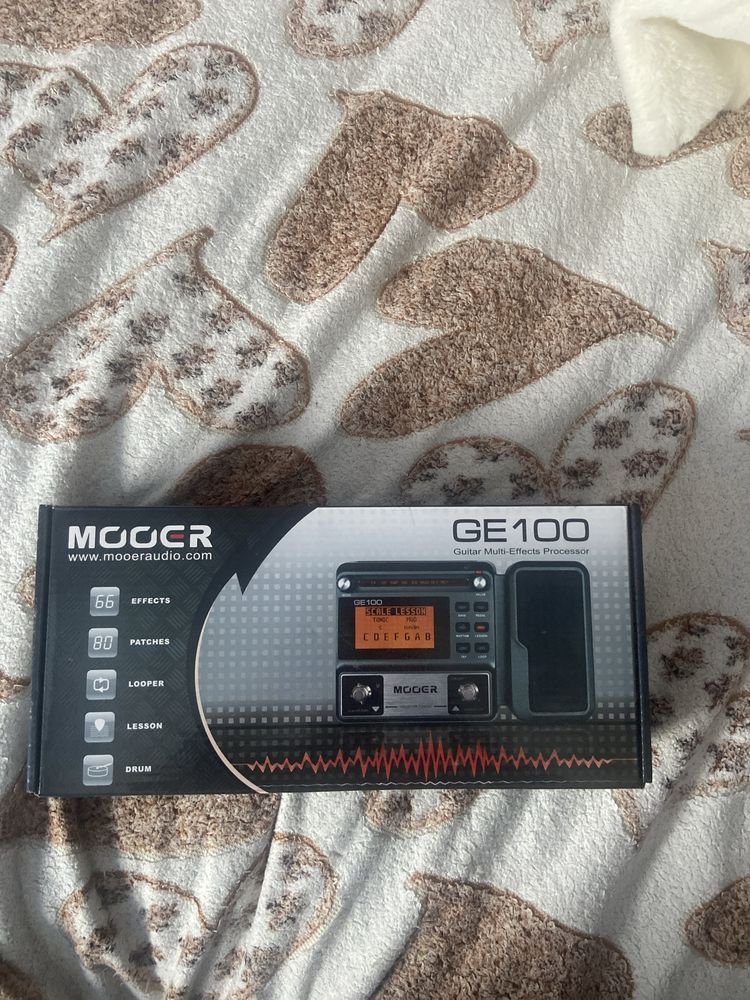 MOOER
www.mooeraudio.com
66 EFFECTS
80 PATCHES
LOOPER
LESSON
DRUM
GE100
Guitar Multi-Effects Processor
GE100
SCALE LESSON
TONIC
C
C D E F G A B
MOOER